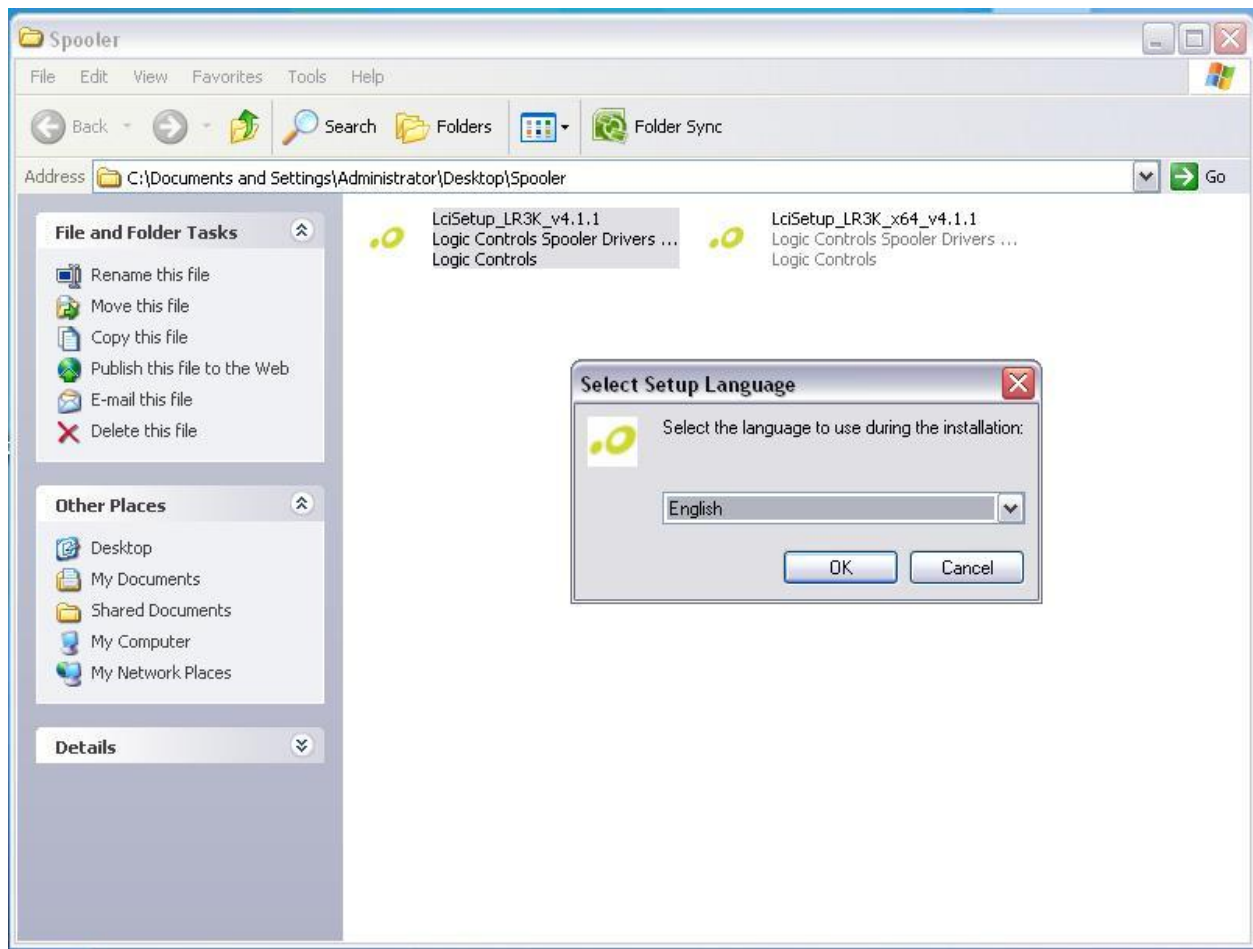 Spooler
File Edit View Favorites Tools Help
Back Search Folders Folder Sync
Address C:\Documents and Settings\Administrator\Desktop\Spooler Go
File and Folder Tasks
Rename this file
Move this file
Copy this file
Publish this file to the Web
E-mail this file
Delete this file
Other Places
Desktop
My Documents
Shared Documents
My Computer
My Network Places
Details
LciSetup_LR3K_v4.1.1
Logic Controls Spooler Drivers ...
Logic Controls
LciSetup_LR3K_x64_v4.1.1
Logic Controls Spooler Drivers ...
Logic Controls
Select Setup Language
Select the language to use during the installation:
English
OK Cancel